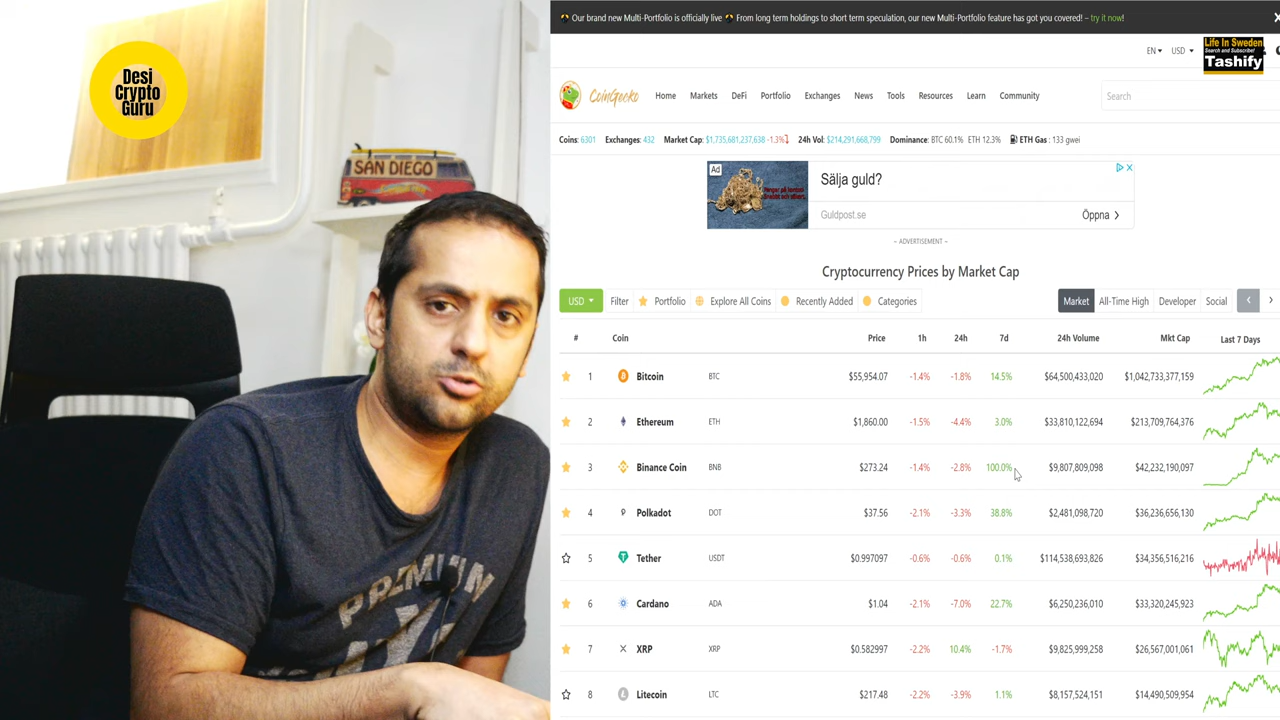 Our brand new Multi-Portfolio is officially live From long term holdings to short term speculation, our new Multi-Portfolio feature has got you covered! – try it now!
Desi
Crypto
Guru
SAN DIEGO
PREMIUM
EN USD
Life In Sweden
Search and Subscribe!
Tashify
CoinGecko Home Markets DeFi Portfolio Exchanges News Tools Resources Learn Community Search
Coins: 6301 Exchanges: 432 Market Cap: $1,735,681,237,638 -1.3% 24h Vol: $214,291,668,799 Dominance: BTC 60.1% ETH 12.3% ETH Gas : 133 gwei
Ad
Sälja guld?
Guldpost.se Öppna
– ADVERTISEMENT –
Cryptocurrency Prices by Market Cap
USD Filter Portfolio Explore All Coins Recently Added Categories Market All-Time High Developer Social
# Coin Price 1h 24h 7d 24h Volume Mkt Cap Last 7 Days
1 Bitcoin BTC $55,954.07 -1.4% -1.8% 14.5% $64,500,433,020 $1,042,733,377,159
2 Ethereum ETH $1,860.00 -1.5% -4.4% 3.0% $33,810,122,694 $213,709,764,376
3 Binance Coin BNB $273.24 -1.4% -2.8% 100.0% $9,807,809,098 $42,232,190,097
4 Polkadot DOT $37.56 -2.1% -3.3% 38.8% $2,481,098,720 $36,236,656,130
5 Tether USDT $0.997097 -0.6% -0.6% 0.1% $114,538,693,826 $34,356,516,216
6 Cardano ADA $1.04 -2.1% -7.0% 22.7% $6,250,236,010 $33,320,245,923
7 XRP XRP $0.582997 -2.2% 10.4% -1.7% $9,825,999,258 $26,567,001,061
8 Litecoin LTC $217.48 -2.2% -3.9% 1.1% $8,157,524,151 $14,490,509,954